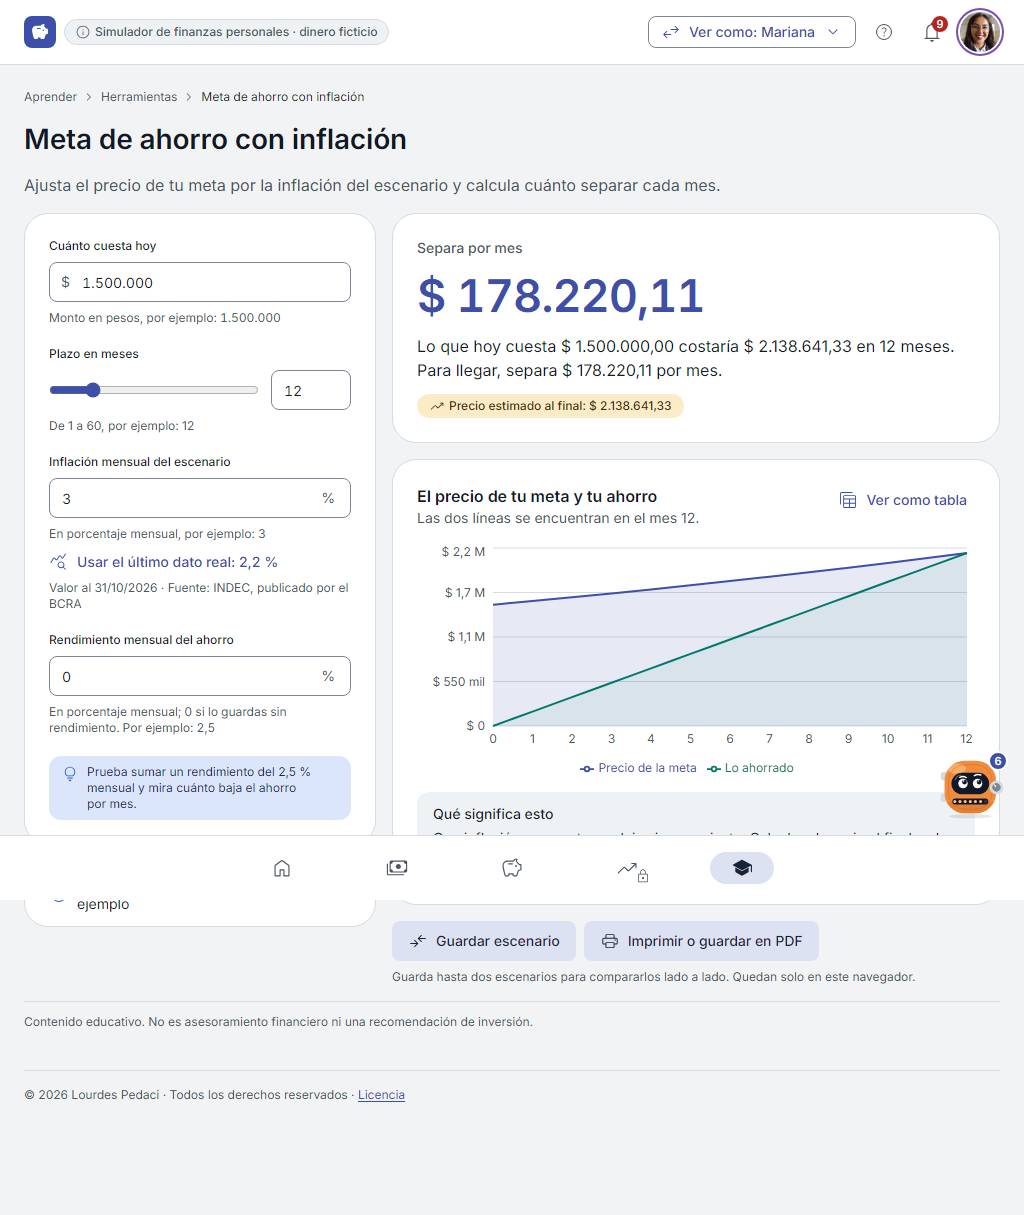 Simulador de finanzas personales · dinero ficticio
Ver como: Mariana
9
Aprender > Herramientas > Meta de ahorro con inflación
Meta de ahorro con inflación
Ajusta el precio de tu meta por la inflación del escenario y calcula cuánto separar cada mes.
Cuánto cuesta hoy
$ 1.500.000
Monto en pesos, por ejemplo: 1.500.000
Plazo en meses
12
De 1 a 60, por ejemplo: 12
Inflación mensual del escenario
3 %
En porcentaje mensual, por ejemplo: 3
Usar el último dato real: 2,2 %
Valor al 31/10/2026 · Fuente: INDEC, publicado por el
BCRA
Rendimiento mensual del ahorro
0 %
En porcentaje mensual; 0 si lo guardas sin
rendimiento. Por ejemplo: 2,5
Prueba sumar un rendimiento del 2,5 %
mensual y mira cuánto baja el ahorro
por mes.
ejemplo
Separa por mes
$ 178.220,11
Lo que hoy cuesta $ 1.500.000,00 costaría $ 2.138.641,33 en 12 meses.
Para llegar, separa $ 178.220,11 por mes.
Precio estimado al final: $ 2.138.641,33
El precio de tu meta y tu ahorro
Ver como tabla
Las dos líneas se encuentran en el mes 12.
$ 2,2 M
$ 1,7 M
$ 1,1 M
$ 550 mil
$ 0
0 1 2 3 4 5 6 7 8 9 10 11 12
Precio de la meta Lo ahorrado
6
Qué significa esto
Guardar escenario
Imprimir o guardar en PDF
Guarda hasta dos escenarios para compararlos lado a lado. Quedan solo en este navegador.
Contenido educativo. No es asesoramiento financiero ni una recomendación de inversión.
© 2026 Lourdes Pedaci · Todos los derechos reservados · Licencia